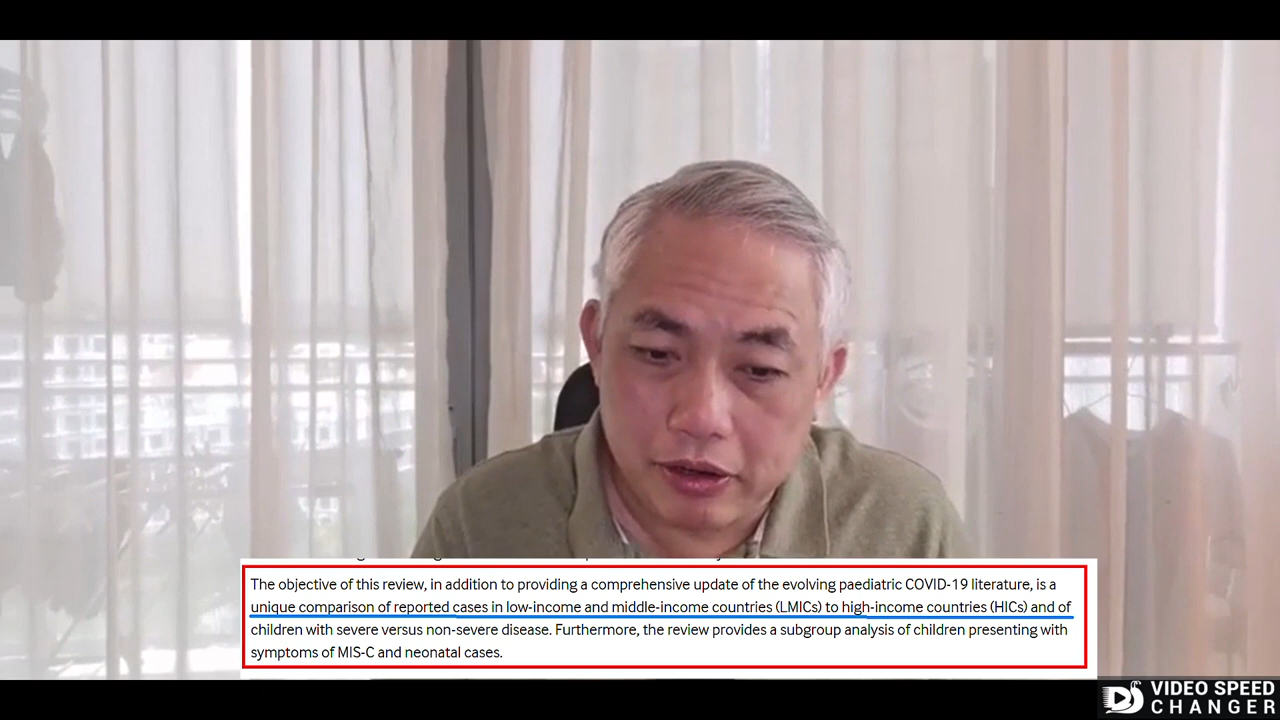 The objective of this review, in addition to providing a comprehensive update of the evolving paediatric COVID-19 literature, is a
unique comparison of reported cases in low-income and middle-income countries (LMICs) to high-income countries (HICs) and of
children with severe versus non-severe disease. Furthermore, the review provides a subgroup analysis of children presenting with
symptoms of MIS-C and neonatal cases.
VIDEO SPEED
CHANGER